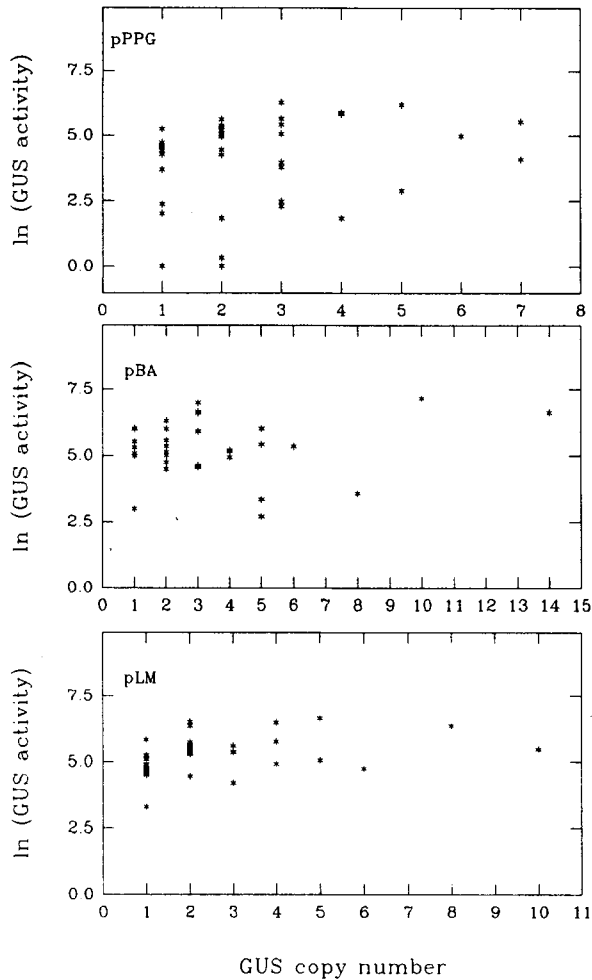 pPPG
ln (GUS activity)
7.5
5.0
2.5
0.0
0 1 2 3 4 5 6 7 8
pBA
ln (GUS activity)
7.5
5.0
2.5
0.0
0 1 2 3 4 5 6 7 8 9 10 11 12 13 14 15
pLM
ln (GUS activity)
7.5
5.0
2.5
0.0
0 1 2 3 4 5 6 7 8 9 10 11
GUS copy number